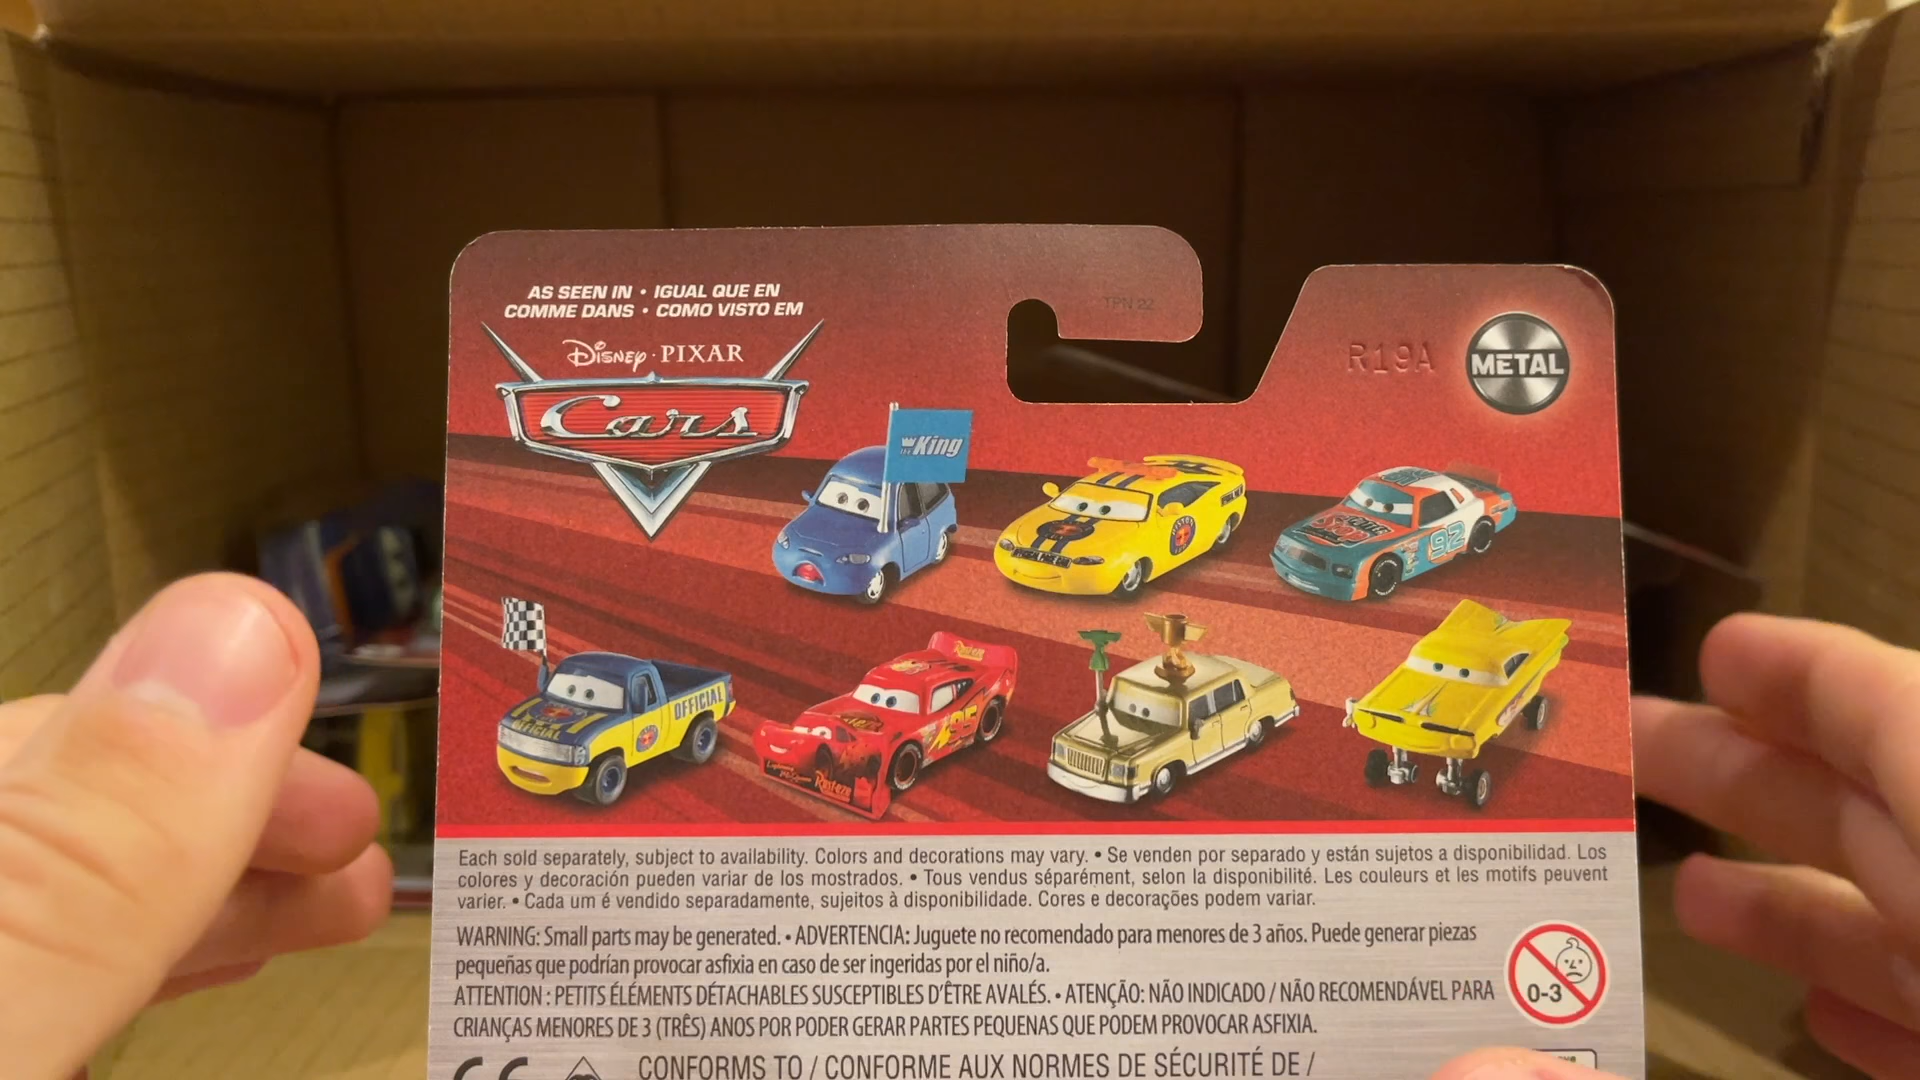 AS SEEN IN • IGUAL QUE EN
COMME DANS • COMO VISTO EM
Disney · PIXAR
Cars
TPN 22
R19A
METAL
the King
92
OFFICIAL
OFFICIAL
95
Rust-eze
Each sold separately, subject to availability. Colors and decorations may vary. • Se venden por separado y están sujetos a disponibilidad. Los
colores y decoración pueden variar de los mostrados. • Tous vendus séparément, selon la disponibilité. Les couleurs et les motifs peuvent
varier. • Cada um é vendido separadamente, sujeitos à disponibilidade. Cores e decorações podem variar.
WARNING: Small parts may be generated. • ADVERTENCIA: Juguete no recomendado para menores de 3 años. Puede generar piezas
pequeñas que podrían provocar asfixia en caso de ser ingeridas por el niño/a.
ATTENTION : PETITS ÉLÉMENTS DÉTACHABLES SUSCEPTIBLES D'ÊTRE AVALÉS. • ATENÇÃO: NÃO INDICADO / NÃO RECOMENDÁVEL PARA
CRIANÇAS MENORES DE 3 (TRÊS) ANOS POR PODER GERAR PARTES PEQUENAS QUE PODEM PROVOCAR ASFIXIA.
0-3
CE
CONFORMS TO / CONFORME AUX NORMES DE SÉCURITÉ DE /